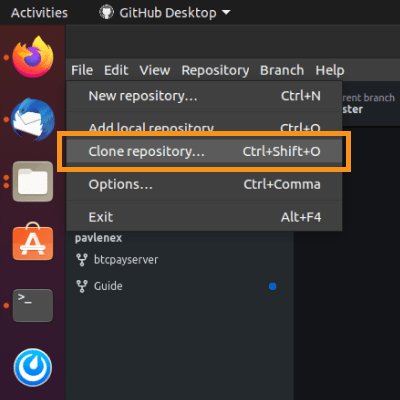 Activities GitHub Desktop
File Edit View Repository Branch Help
New repository… Ctrl+N
rent branch
Add local repository Ctrl+O
ster
Clone repository… Ctrl+Shift+O
Options… Ctrl+Comma
Exit Alt+F4
pavlenex
btcpayserver
Guide
>_